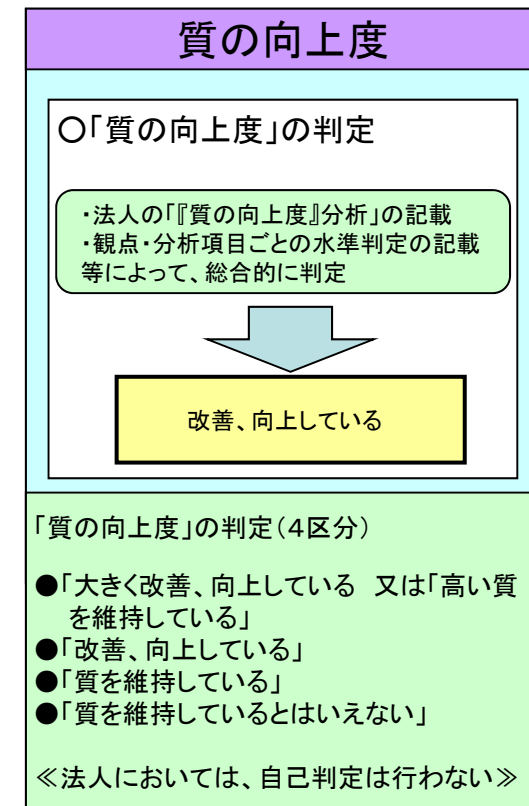 質の向上度
○「質の向上度」の判定
・法人の「『質の向上度』分析」の記載
・観点・分析項目ごとの水準判定の記載
等によって、総合的に判定
改善、向上している
「質の向上度」の判定(4区分)
●「大きく改善、向上している 又は「高い質
を維持している」
●「改善、向上している」
●「質を維持している」
●「質を維持しているとはいえない」
≪法人においては、自己判定は行わない≫